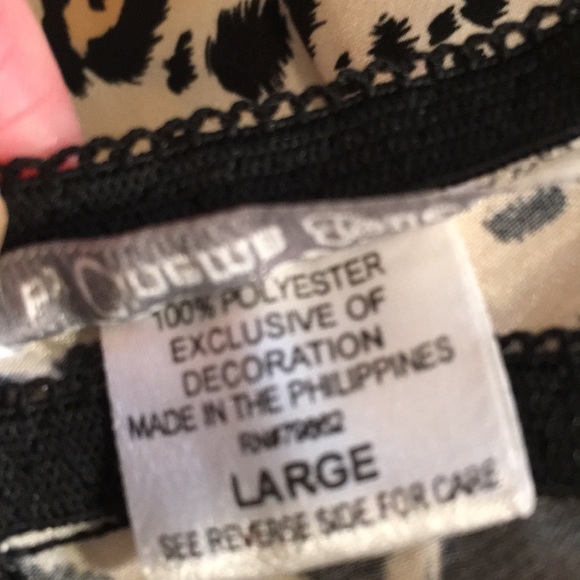 100% POLYESTER
EXCLUSIVE OF
DECORATION
MADE IN THE PHILIPPINES
LARGE
SEE REVERSE SIDE FOR CARE